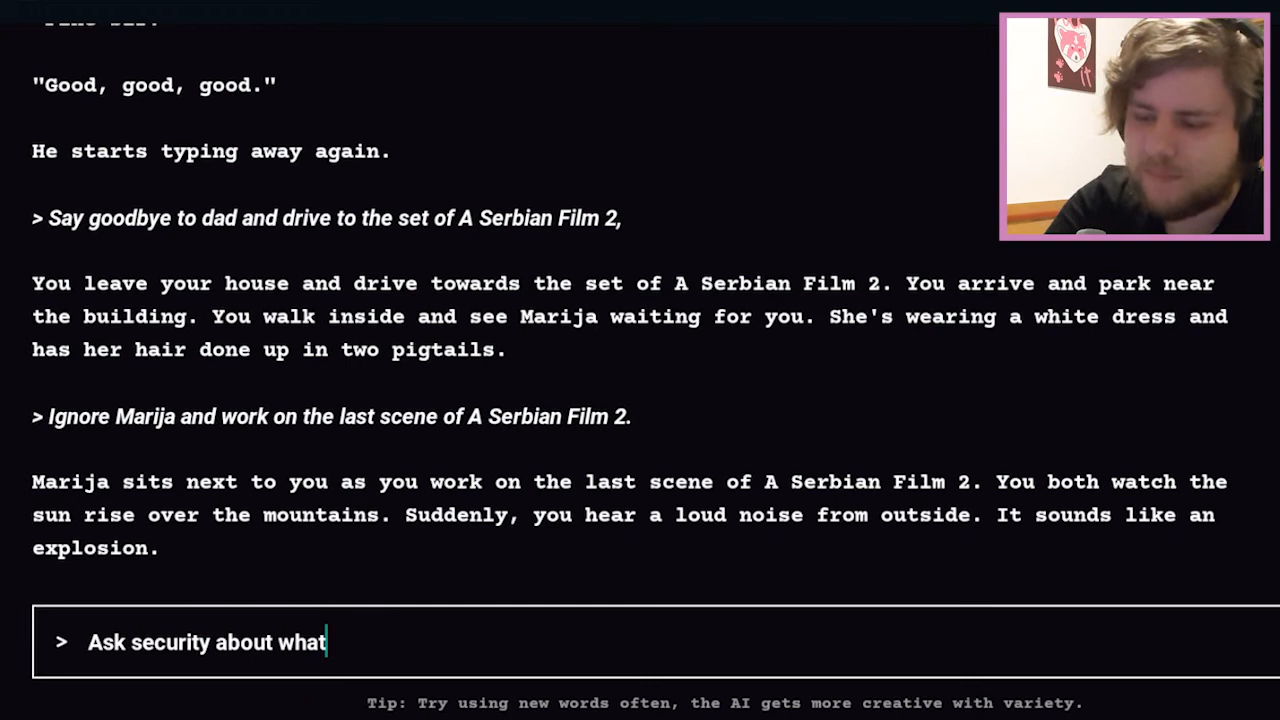 "Good, good, good."
He starts typing away again.
> Say goodbye to dad and drive to the set of A Serbian Film 2,
You leave your house and drive towards the set of A Serbian Film 2. You arrive and park near
the building. You walk inside and see Marija waiting for you. She's wearing a white dress and
has her hair done up in two pigtails.
> Ignore Marija and work on the last scene of A Serbian Film 2.
Marija sits next to you as you work on the last scene of A Serbian Film 2. You both watch the
sun rise over the mountains. Suddenly, you hear a loud noise from outside. It sounds like an
explosion.
> Ask security about what
Tip: Try using new words often, the AI gets more creative with variety.